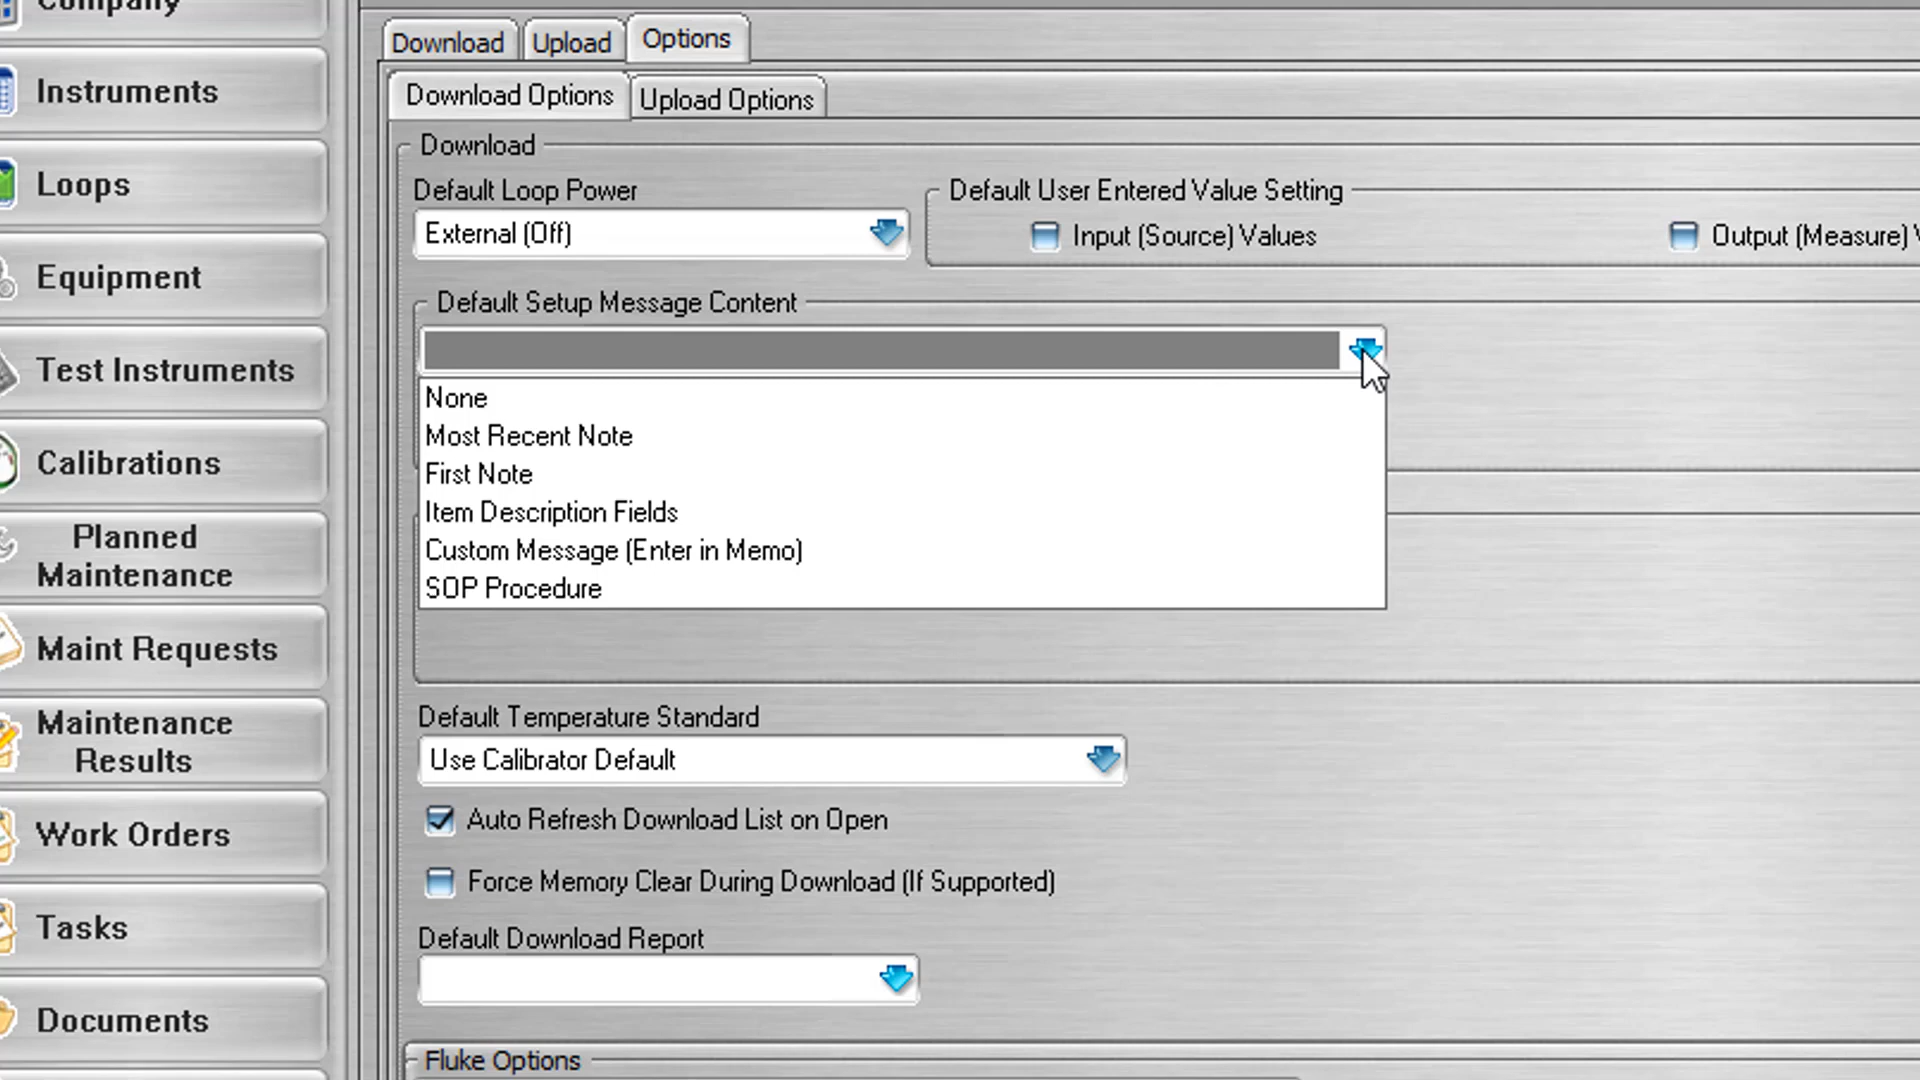 Company
Instruments
Loops
Equipment
Test Instruments
Calibrations
Planned
Maintenance
Maint Requests
Maintenance
Results
Work Orders
Tasks
Documents
Download
Upload
Options
Download Options
Upload Options
Download
Default Loop Power
External (Off)
Default User Entered Value Setting
Input (Source) Values
Output (Measure) V
Default Setup Message Content
None
Most Recent Note
First Note
Item Description Fields
Custom Message (Enter in Memo)
SOP Procedure
Default Temperature Standard
Use Calibrator Default
Auto Refresh Download List on Open
Force Memory Clear During Download (If Supported)
Default Download Report
Fluke Options